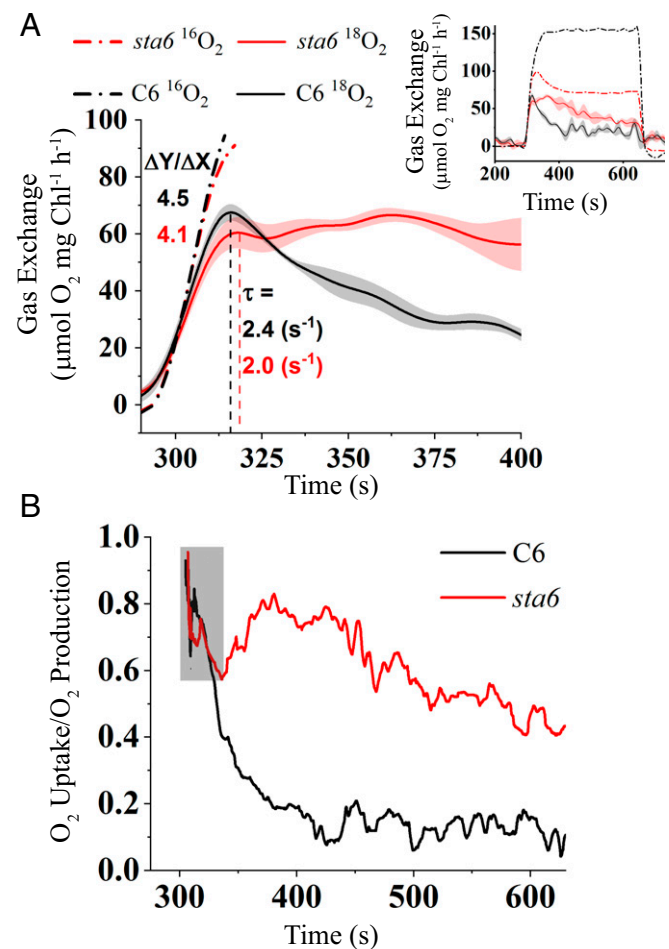 A
sta6 ¹⁶O₂
sta6 ¹⁸O₂
C6 ¹⁶O₂
C6 ¹⁸O₂
Gas Exchange
(µmol O₂ mg Chl⁻¹ h⁻¹)
150
100
50
0
200
400
600
Time (s)
Gas Exchange
(µmol O₂ mg Chl⁻¹ h⁻¹)
100
80
60
40
20
0
ΔY/ΔX
4.5
4.1
τ =
2.4 (s⁻¹)
2.0 (s⁻¹)
300
325
350
375
400
Time (s)
B
O₂ Uptake/O₂ Production
1.0
0.8
0.6
0.4
0.2
0.0
C6
sta6
300
400
500
600
Time (s)